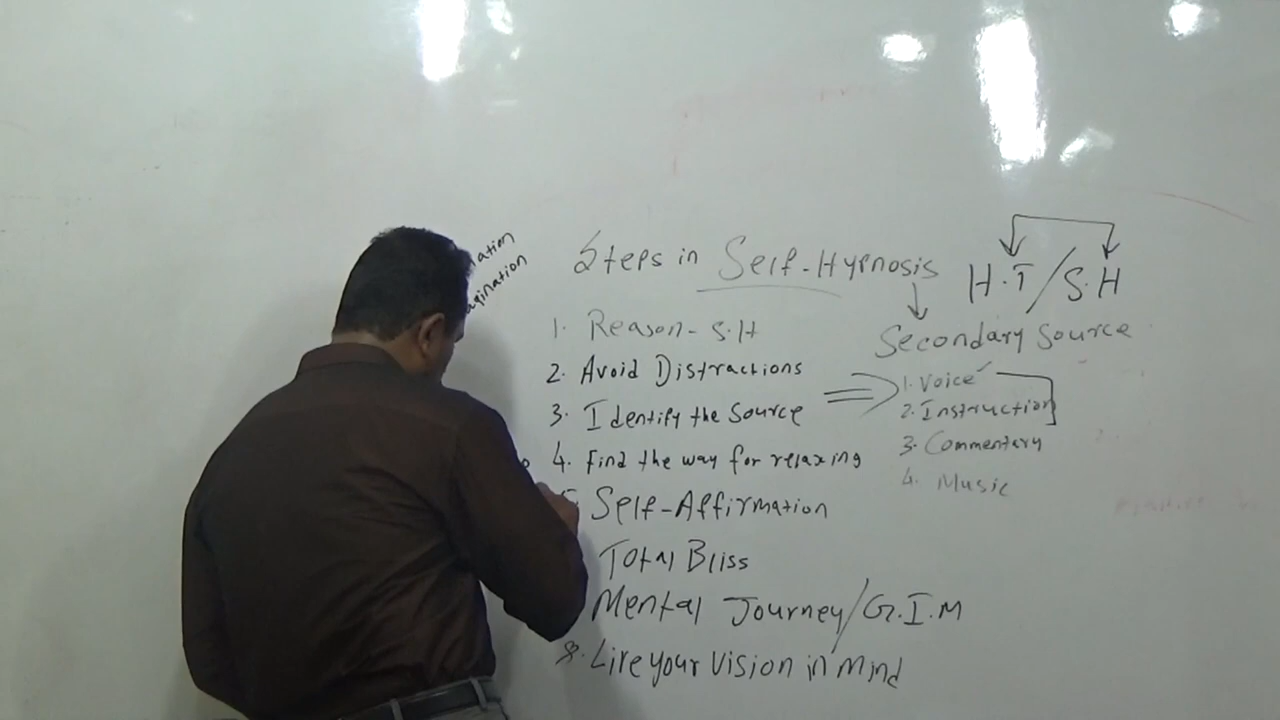 Steps in Self-Hypnosis
H.T/S.H
1. Reason- S.H
2. Avoid Distractions
3. Identify the Source
4. Find the way for relaxing
Self-Affirmation
Total Bliss
Mental Journey/G.I.M
8. Live your Vision in Mind
Secondary Source
1. Voice
2. Instruction
3. Commentary
4. Music